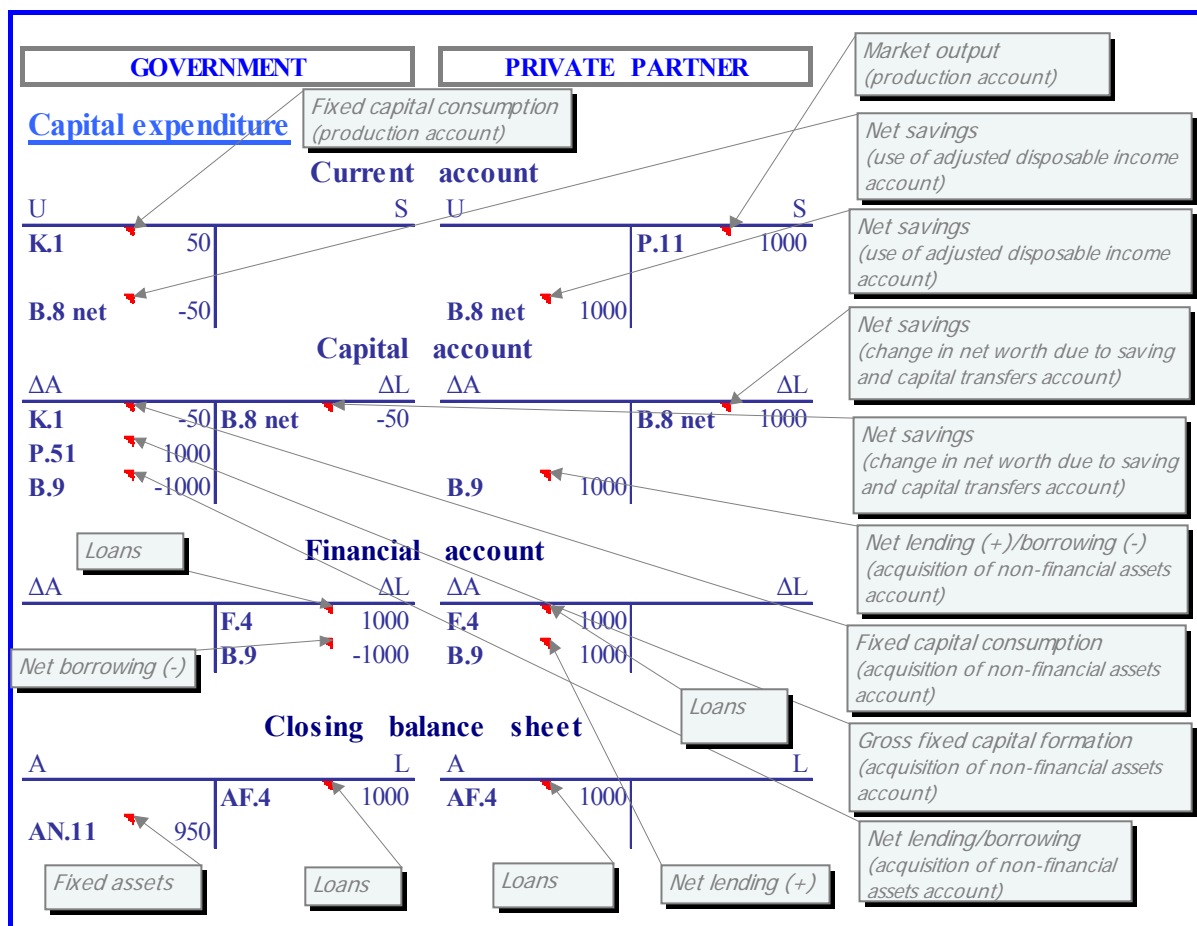 GOVERNMENT PRIVATE PARTNER
Market output
(production account)
Capital expenditure
Fixed capital consumption
(production account)
Net savings
(use of adjusted disposable income
account)
Current account
U S U S
K.1 50 P.11 1000
B.8 net -50 B.8 net 1000
Net savings
(use of adjusted disposable income
account)
Net savings
(change in net worth due to saving
and capital transfers account)
Capital account
ΔA ΔL ΔA ΔL
K.1 -50 B.8 net -50 B.8 net 1000
P.51 1000
B.9 -1000 B.9 1000
Net savings
(change in net worth due to saving
and capital transfers account)
Net lending (+)/borrowing (-)
(acquisition of non-financial assets
account)
Loans
Financial account
ΔA ΔL ΔA ΔL
F.4 1000 F.4 1000
B.9 -1000 B.9 1000
Net borrowing (-)
Fixed capital consumption
(acquisition of non-financial assets
account)
Loans
Closing balance sheet
A L A L
AF.4 1000 AF.4 1000
AN.11 950
Gross fixed capital formation
(acquisition of non-financial assets
account)
Net lending/borrowing
(acquisition of non-financial
assets account)
Fixed assets
Loans
Loans
Net lending (+)